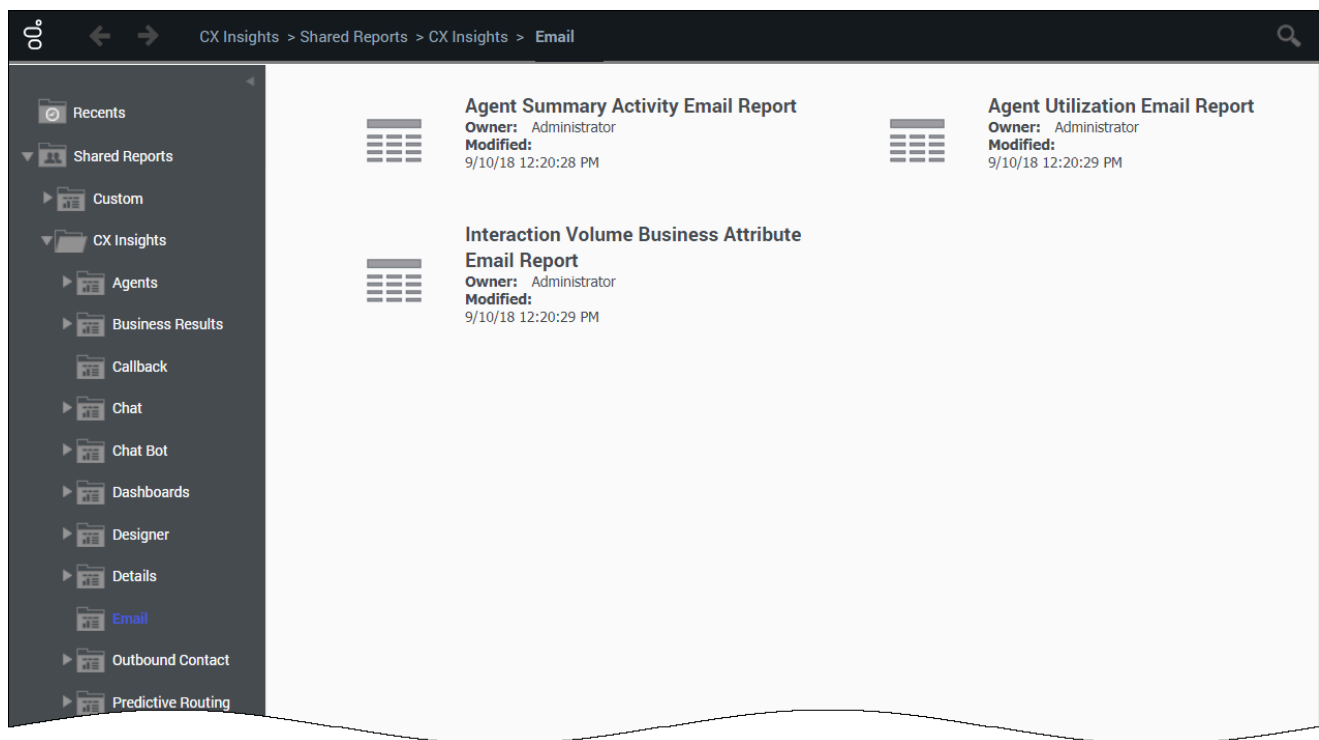 CX Insights > Shared Reports > CX Insights > Email
Recents
Shared Reports
Custom
CX Insights
Agents
Business Results
Callback
Chat
Chat Bot
Dashboards
Designer
Details
Email
Outbound Contact
Predictive Routing
Agent Summary Activity Email Report
Owner: Administrator
Modified:
9/10/18 12:20:28 PM
Agent Utilization Email Report
Owner: Administrator
Modified:
9/10/18 12:20:29 PM
Interaction Volume Business Attribute
Email Report
Owner: Administrator
Modified:
9/10/18 12:20:29 PM